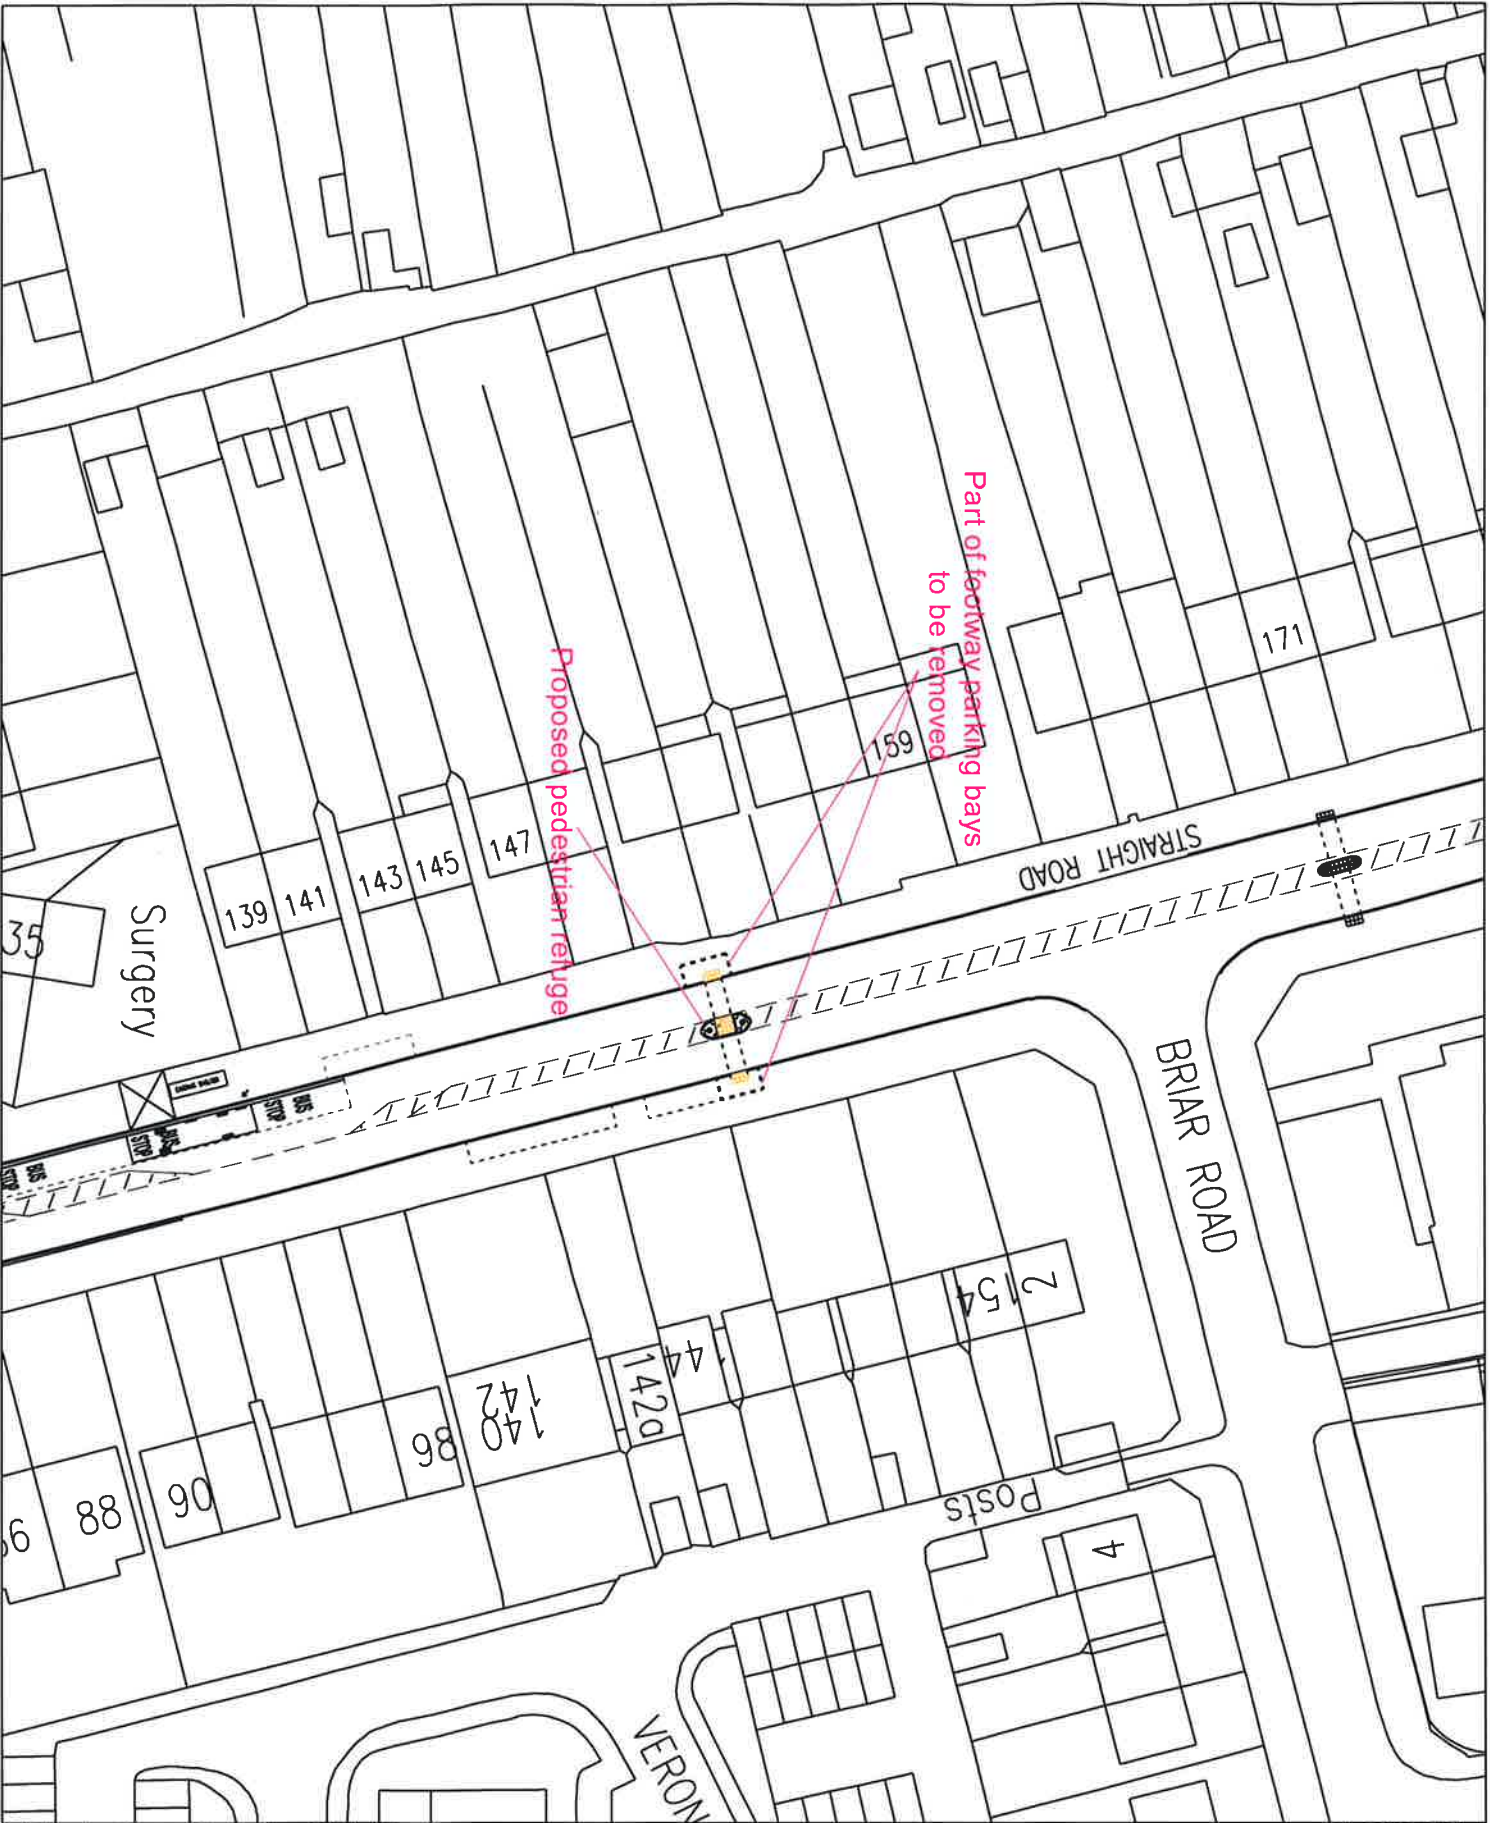 Part of footway parking bays
to be removed
Proposed pedestrian refuge
171
159
147
145
143
141
139
35
Surgery
STRAIGHT ROAD
BRIAR ROAD
BUS
STOP
BUS
STOP
BUS
STOP
2
154
144
142a
142
140
98
90
88
Posts
4
VERON